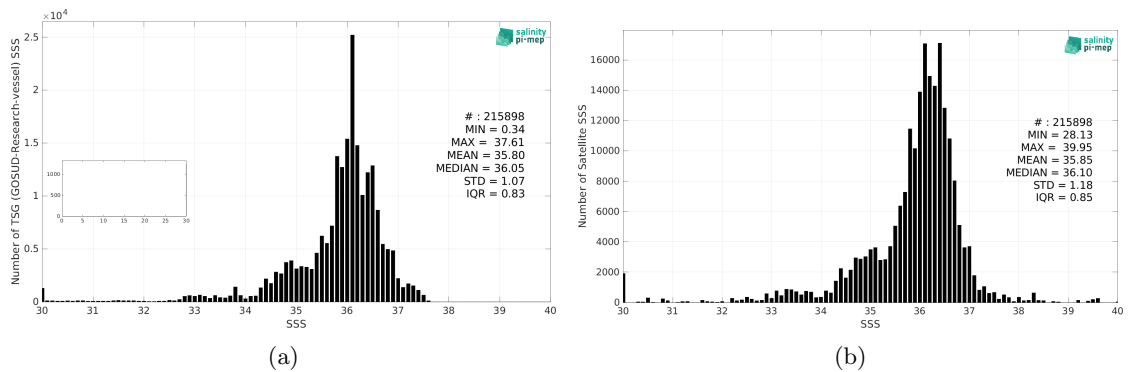 ×10⁴
2.5
2
1.5
1
0.5
0
Number of TSG (GOSUD-Research-vessel) SSS
salinity
pi-mep
# : 215898
MIN = 0.34
MAX = 37.61
MEAN = 35.80
MEDIAN = 36.05
STD = 1.07
IQR = 0.83
1000
500
0
0 5 10 15 20 25 30
30 31 32 33 34 35 36 37 38 39 40
SSS
(a)
16000
14000
12000
10000
8000
6000
4000
2000
0
Number of Satellite SSS
salinity
pi-mep
# : 215898
MIN = 28.13
MAX = 39.95
MEAN = 35.85
MEDIAN = 36.10
STD = 1.18
IQR = 0.85
30 31 32 33 34 35 36 37 38 39 40
SSS
(b)